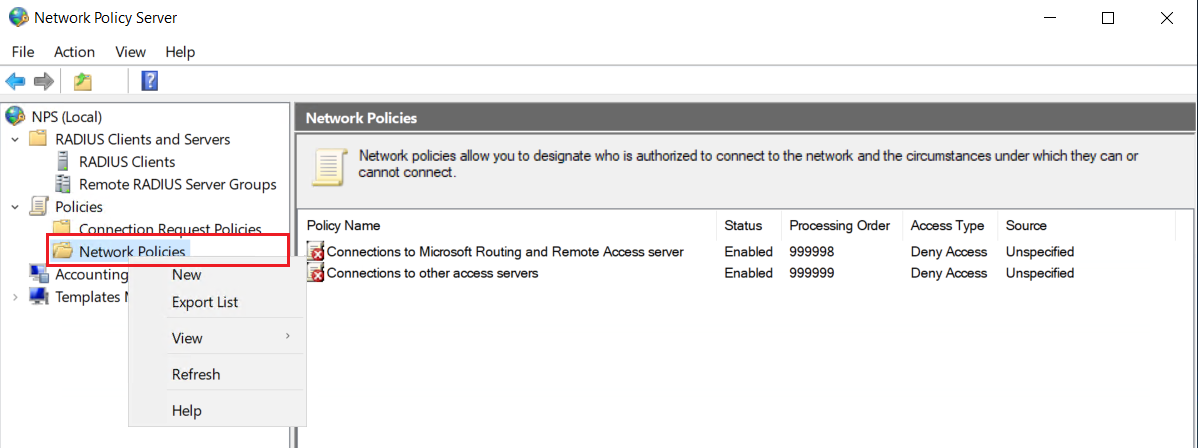 Network Policy Server
File Action View Help
NPS (Local)
RADIUS Clients and Servers
RADIUS Clients
Remote RADIUS Server Groups
Policies
Connection Request Policies
Network Policies
Accounting
Templates M
New
Export List
View
Refresh
Help
Network Policies
Network policies allow you to designate who is authorized to connect to the network and the circumstances under which they can or
cannot connect.
Policy Name Status Processing Order Access Type Source
Connections to Microsoft Routing and Remote Access server Enabled 999998 Deny Access Unspecified
Connections to other access servers Enabled 999999 Deny Access Unspecified